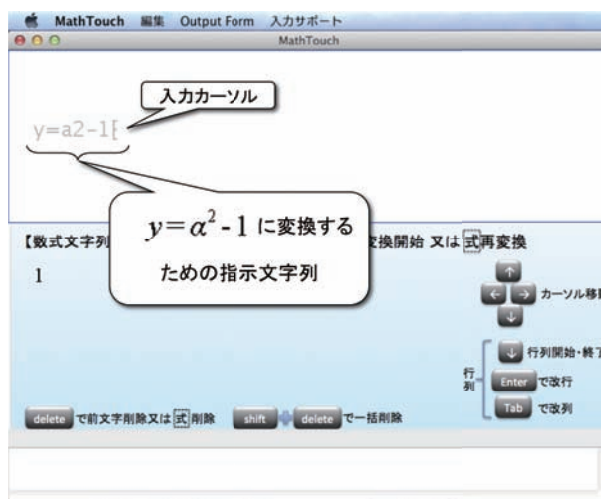 MathTouch 編集 Output Form 入力サポート
MathTouch
入力カーソル
y=a2-1
y=α²-1 に変換する
ための指示文字列
【数式文字列
変換開始 又は 式再変換
1
↑
← → カーソル移動
↓
↓ 行列開始・終了
行列
Enter で改行
Tab で改列
delete で前文字削除又は式削除 shift + delete で一括削除